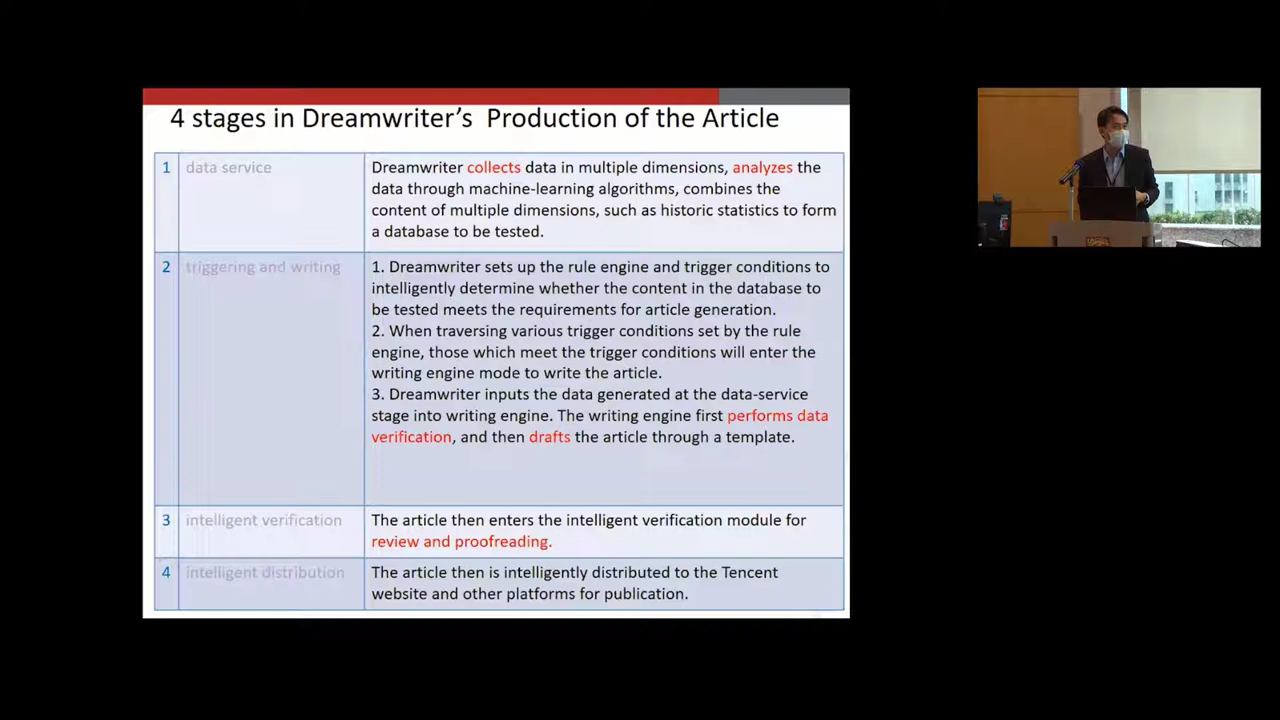 4 stages in Dreamwriter's Production of the Article
1 data service
Dreamwriter collects data in multiple dimensions, analyzes the
data through machine-learning algorithms, combines the
content of multiple dimensions, such as historic statistics to form
a database to be tested.
2 triggering and writing
1. Dreamwriter sets up the rule engine and trigger conditions to
intelligently determine whether the content in the database to
be tested meets the requirements for article generation.
2. When traversing various trigger conditions set by the rule
engine, those which meet the trigger conditions will enter the
writing engine mode to write the article.
3. Dreamwriter inputs the data generated at the data-service
stage into writing engine. The writing engine first performs data
verification, and then drafts the article through a template.
3 intelligent verification
The article then enters the intelligent verification module for
review and proofreading.
4 intelligent distribution
The article then is intelligently distributed to the Tencent
website and other platforms for publication.